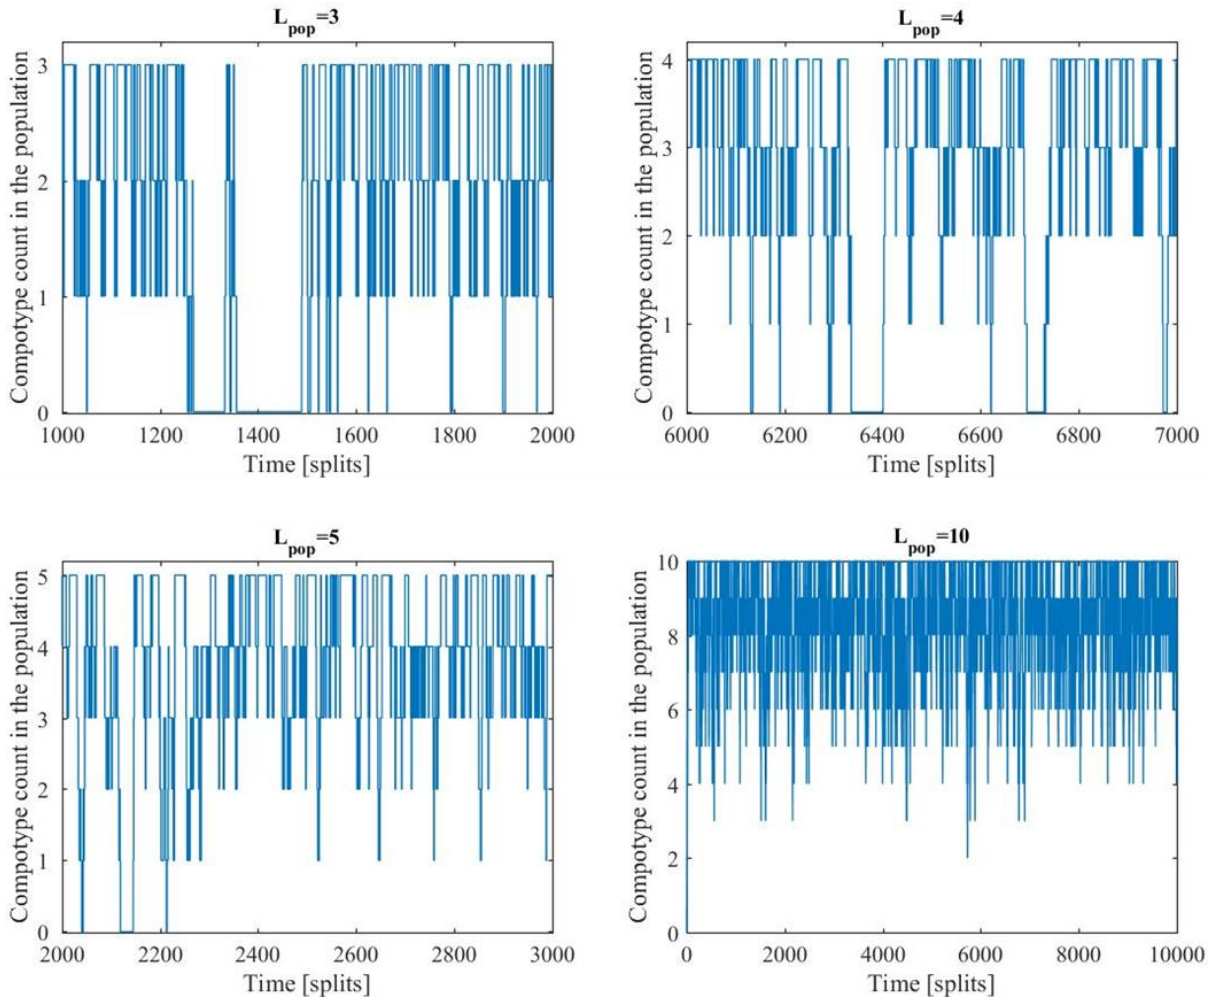 L_pop=3
Compotype count in the population
3
2
1
0
1000 1200 1400 1600 1800 2000
Time [splits]
L_pop=4
Compotype count in the population
4
3
2
1
0
6000 6200 6400 6600 6800 7000
Time [splits]
L_pop=5
Compotype count in the population
5
4
3
2
1
0
2000 2200 2400 2600 2800 3000
Time [splits]
L_pop=10
Compotype count in the population
10
8
6
4
2
0
0 2000 4000 6000 8000 10000
Time [splits]